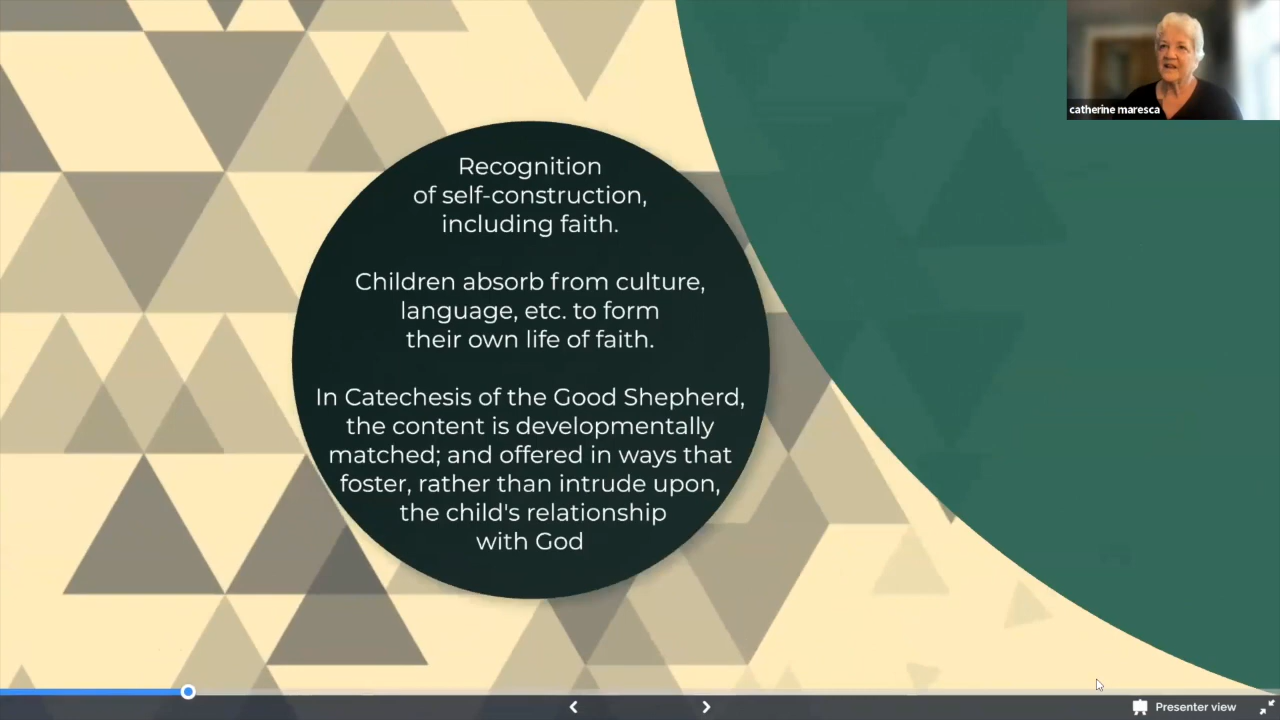 catherine maresca
Recognition
of self-construction,
including faith.
Children absorb from culture,
language, etc. to form
their own life of faith.
In Catechesis of the Good Shepherd,
the content is developmentally
matched; and offered in ways that
foster, rather than intrude upon,
the child's relationship
with God
Presenter view